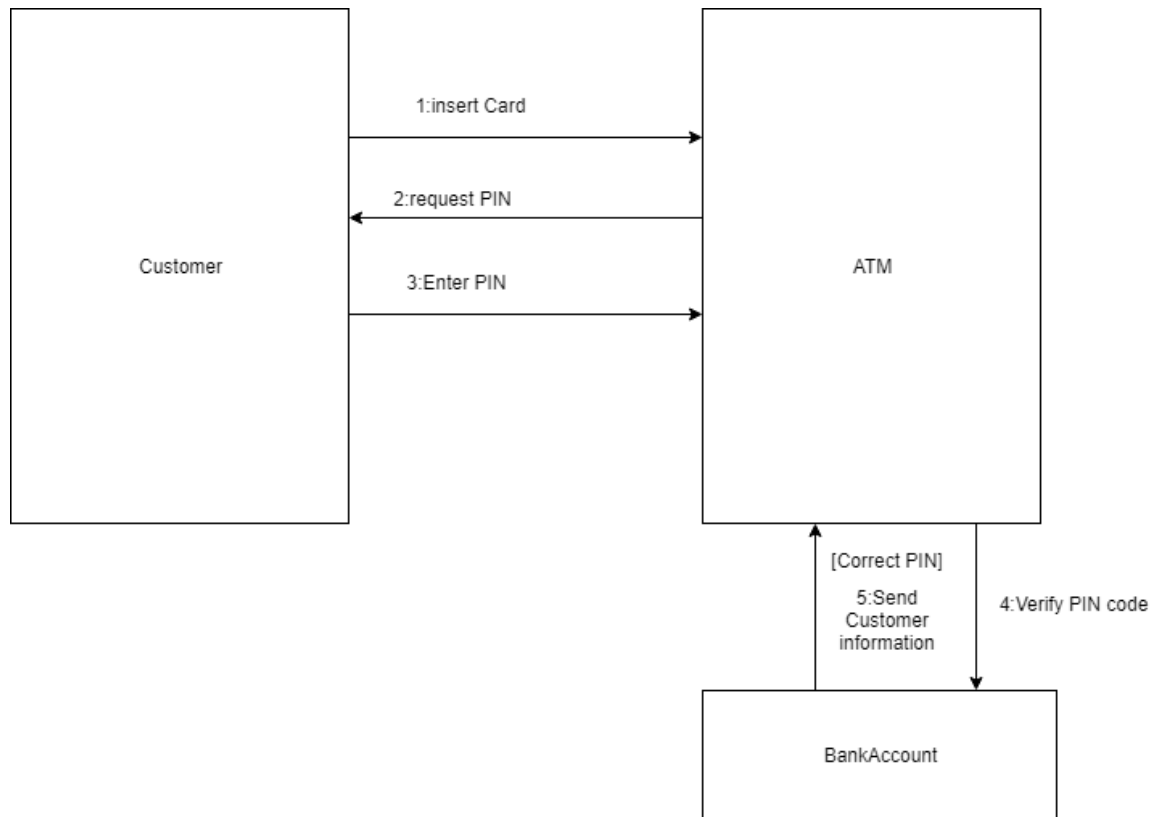 1:insert Card
2:request PIN
Customer
ATM
3:Enter PIN
[Correct PIN]
5:Send
Customer
information
4:Verify PIN code
BankAccount